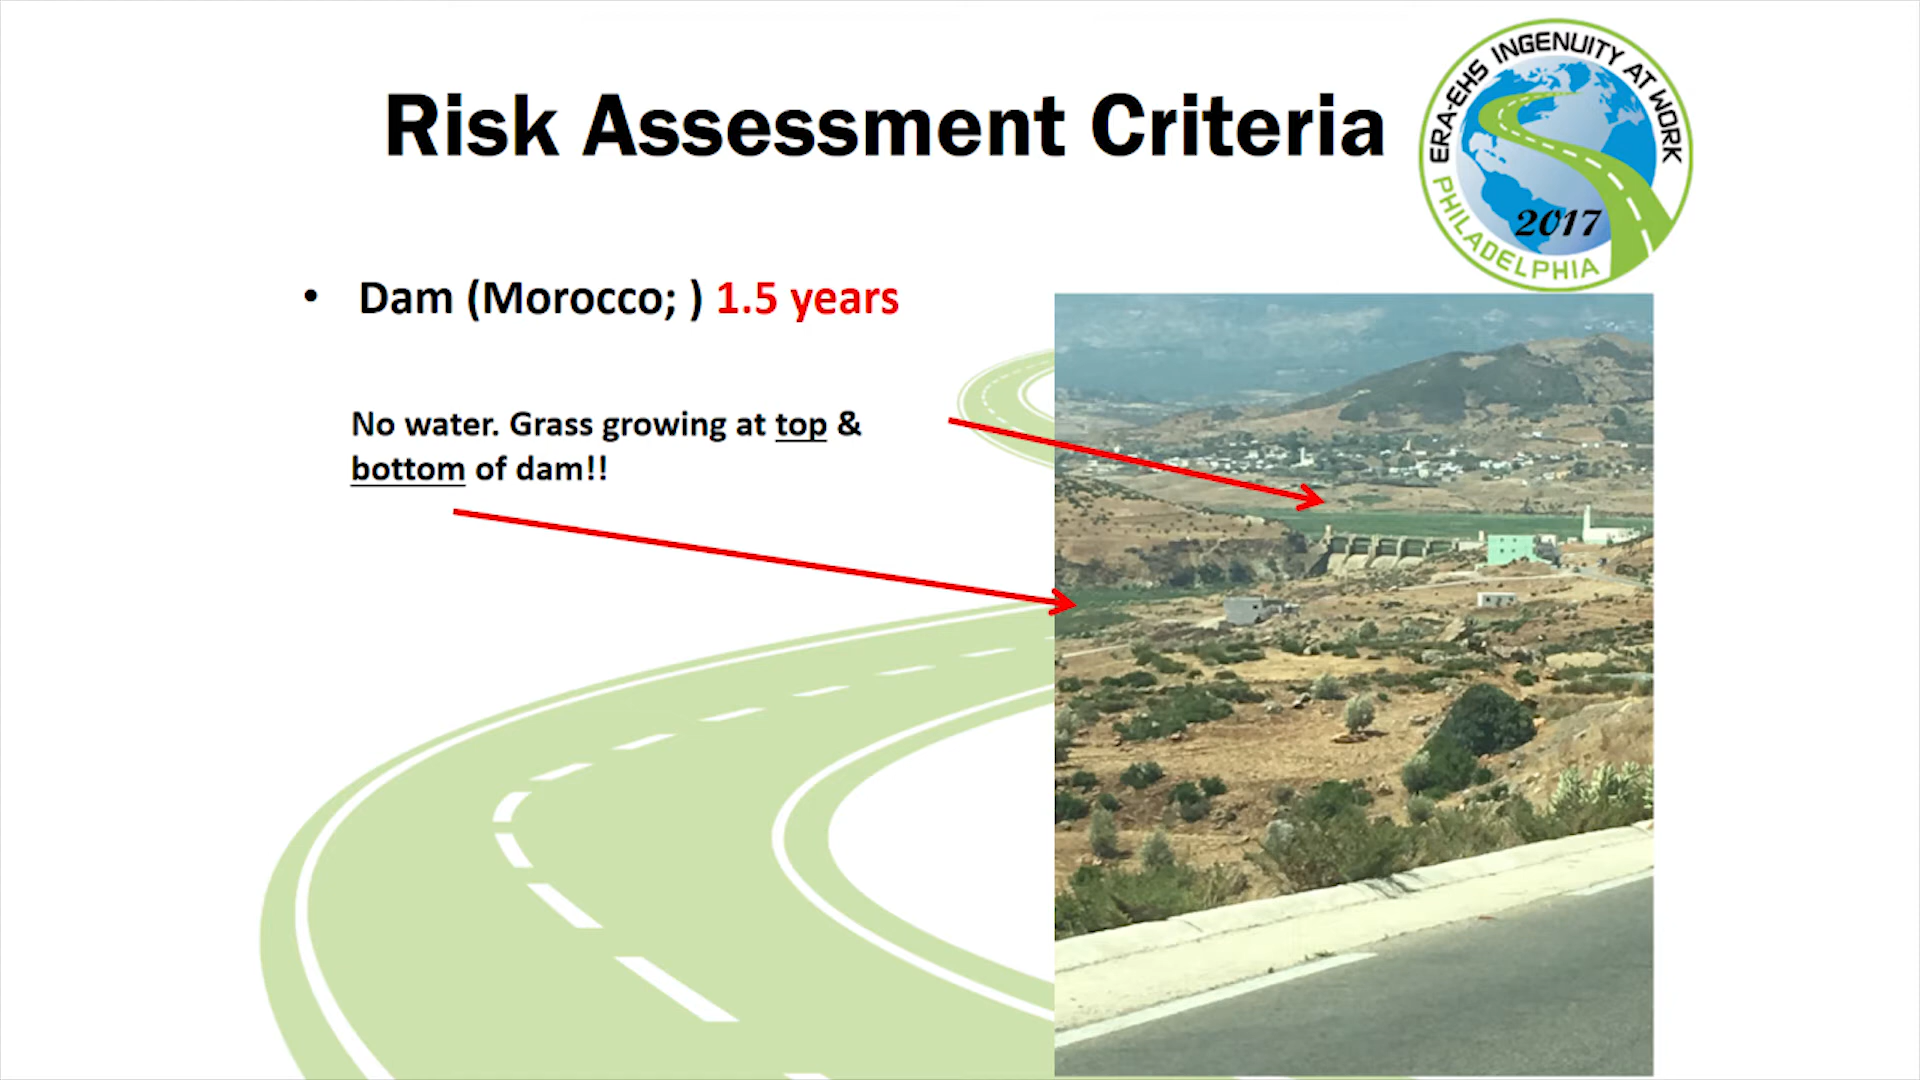 Risk Assessment Criteria
ERA-EHS INGENUITY AT WORK
2017
PHILADELPHIA
• Dam (Morocco; ) 1.5 years
No water. Grass growing at top &
bottom of dam!!